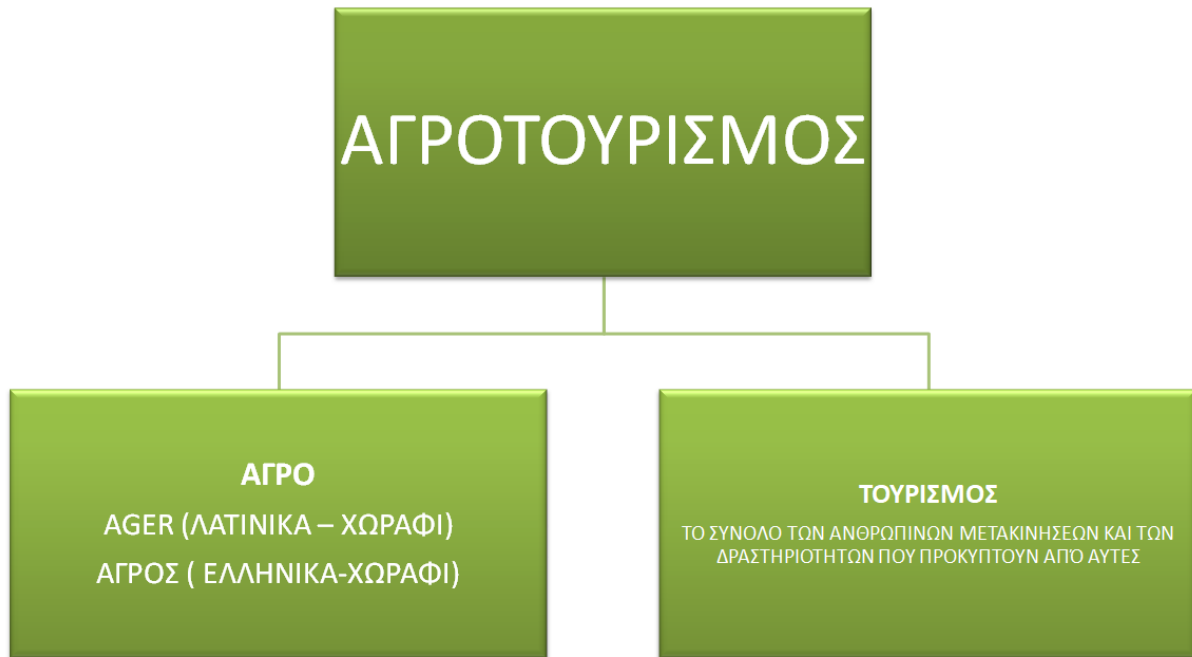 ΑΓΡΟΤΟΥΡΙΣΜΟΣ
ΑΓΡΟ
AGER (ΛΑΤΙΝΙΚΑ – ΧΩΡΑΦΙ)
ΑΓΡΟΣ ( ΕΛΛΗΝΙΚΑ-ΧΩΡΑΦΙ)
ΤΟΥΡΙΣΜΟΣ
ΤΟ ΣΥΝΟΛΟ ΤΩΝ ΑΝΘΡΩΠΙΝΩΝ ΜΕΤΑΚΙΝΗΣΕΩΝ ΚΑΙ ΤΩΝ
ΔΡΑΣΤΗΡΙΟΤΗΤΩΝ ΠΟΥ ΠΡΟΚΥΠΤΟΥΝ ΑΠΌ ΑΥΤΕΣ